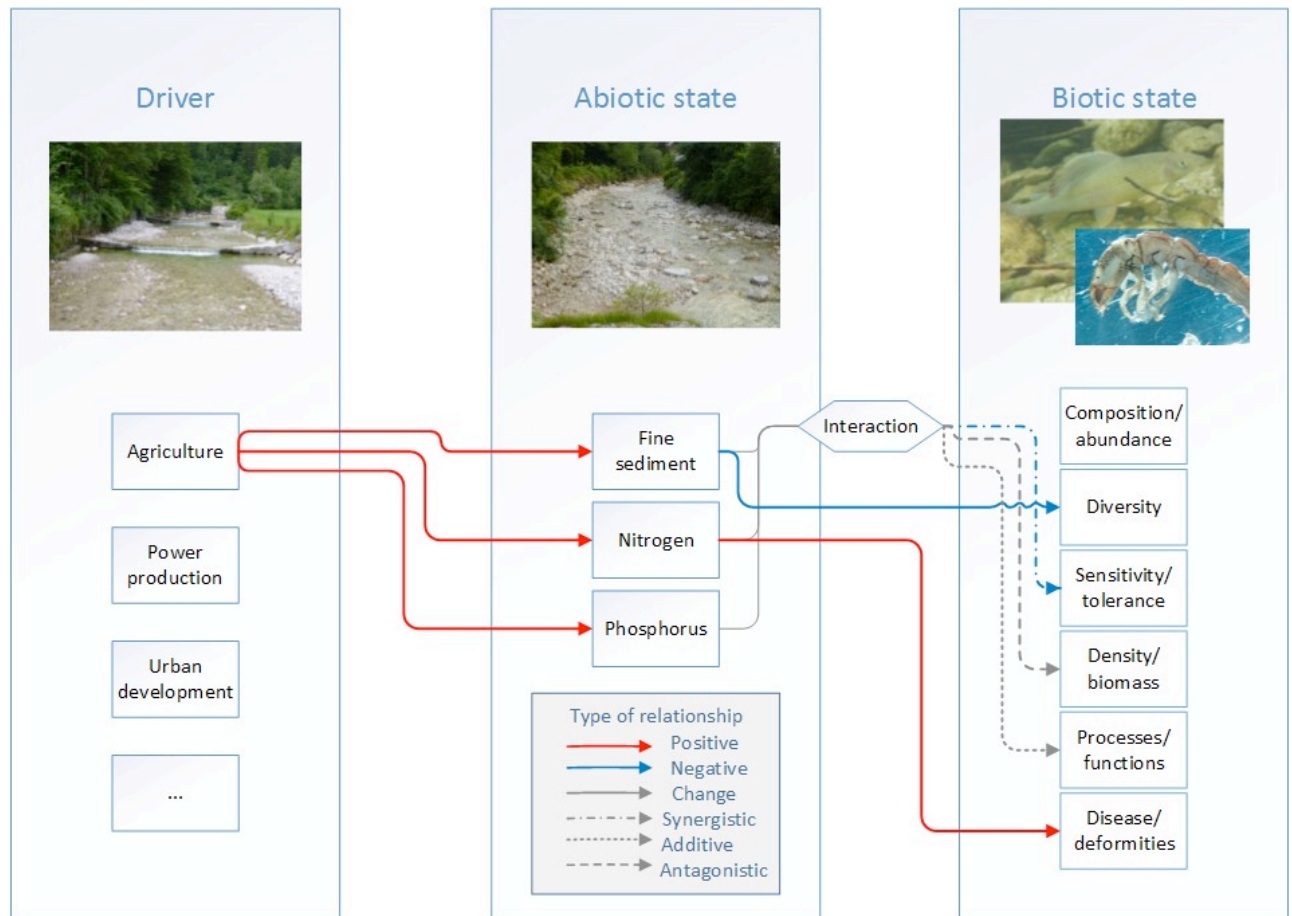 Driver
Abiotic state
Biotic state
Agriculture
Power
production
Urban
development
...
Fine
sediment
Nitrogen
Phosphorus
Interaction
Composition/
abundance
Diversity
Sensitivity/
tolerance
Density/
biomass
Processes/
functions
Disease/
deformities
Type of relationship
Positive
Negative
Change
Synergistic
Additive
Antagonistic